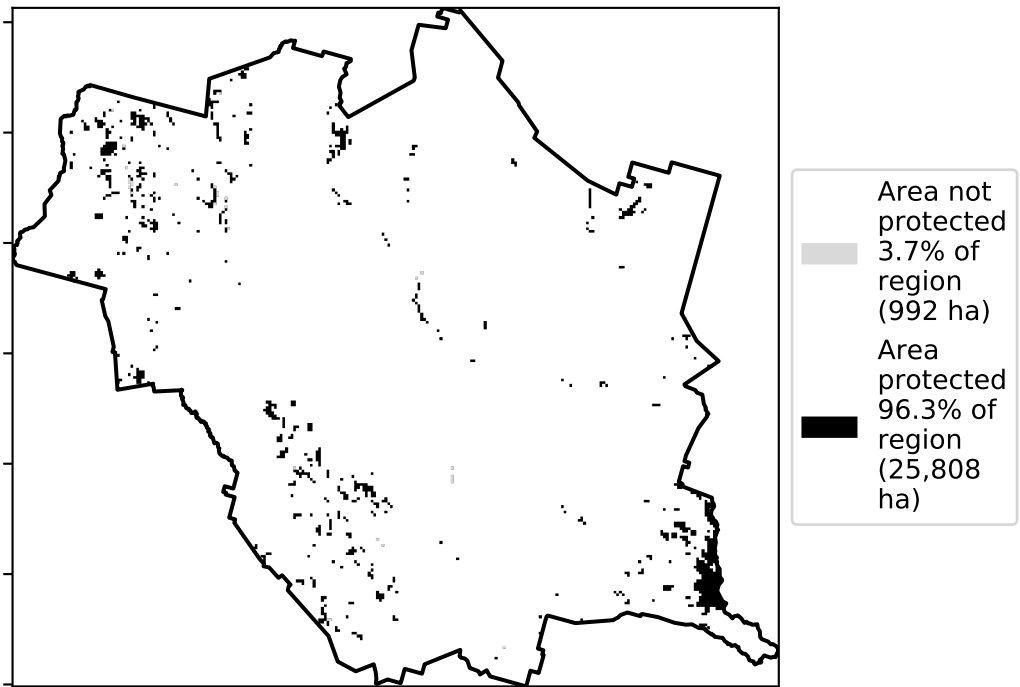 Area not
protected
3.7% of
region
(992 ha)
Area
protected
96.3% of
region
(25,808
ha)